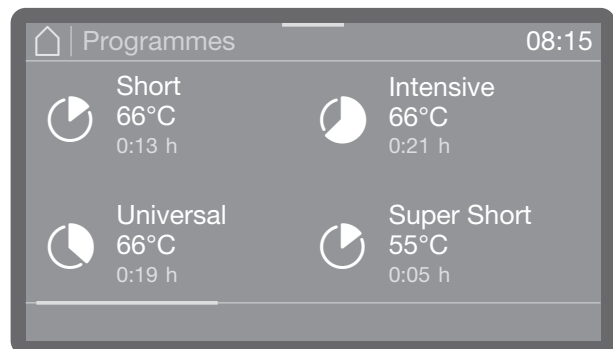 Programmes
08:15
Short
66°C
0:13 h
Intensive
66°C
0:21 h
Universal
66°C
0:19 h
Super Short
55°C
0:05 h